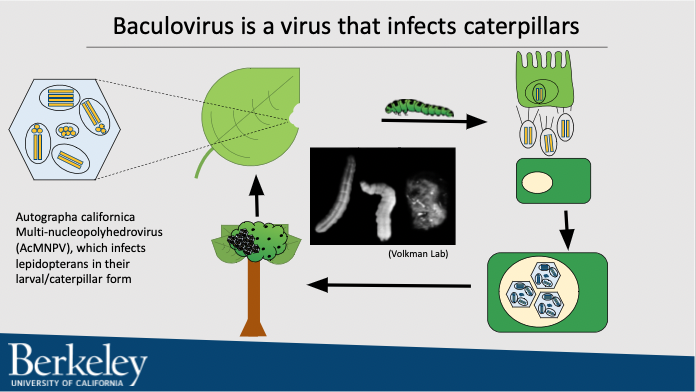 Baculovirus is a virus that infects caterpillars
(Volkman Lab)
Autographa californica
Multi-nucleopolyhedrovirus
(AcMNPV), which infects
lepidopterans in their
larval/caterpillar form
Berkeley
UNIVERSITY OF CALIFORNIA